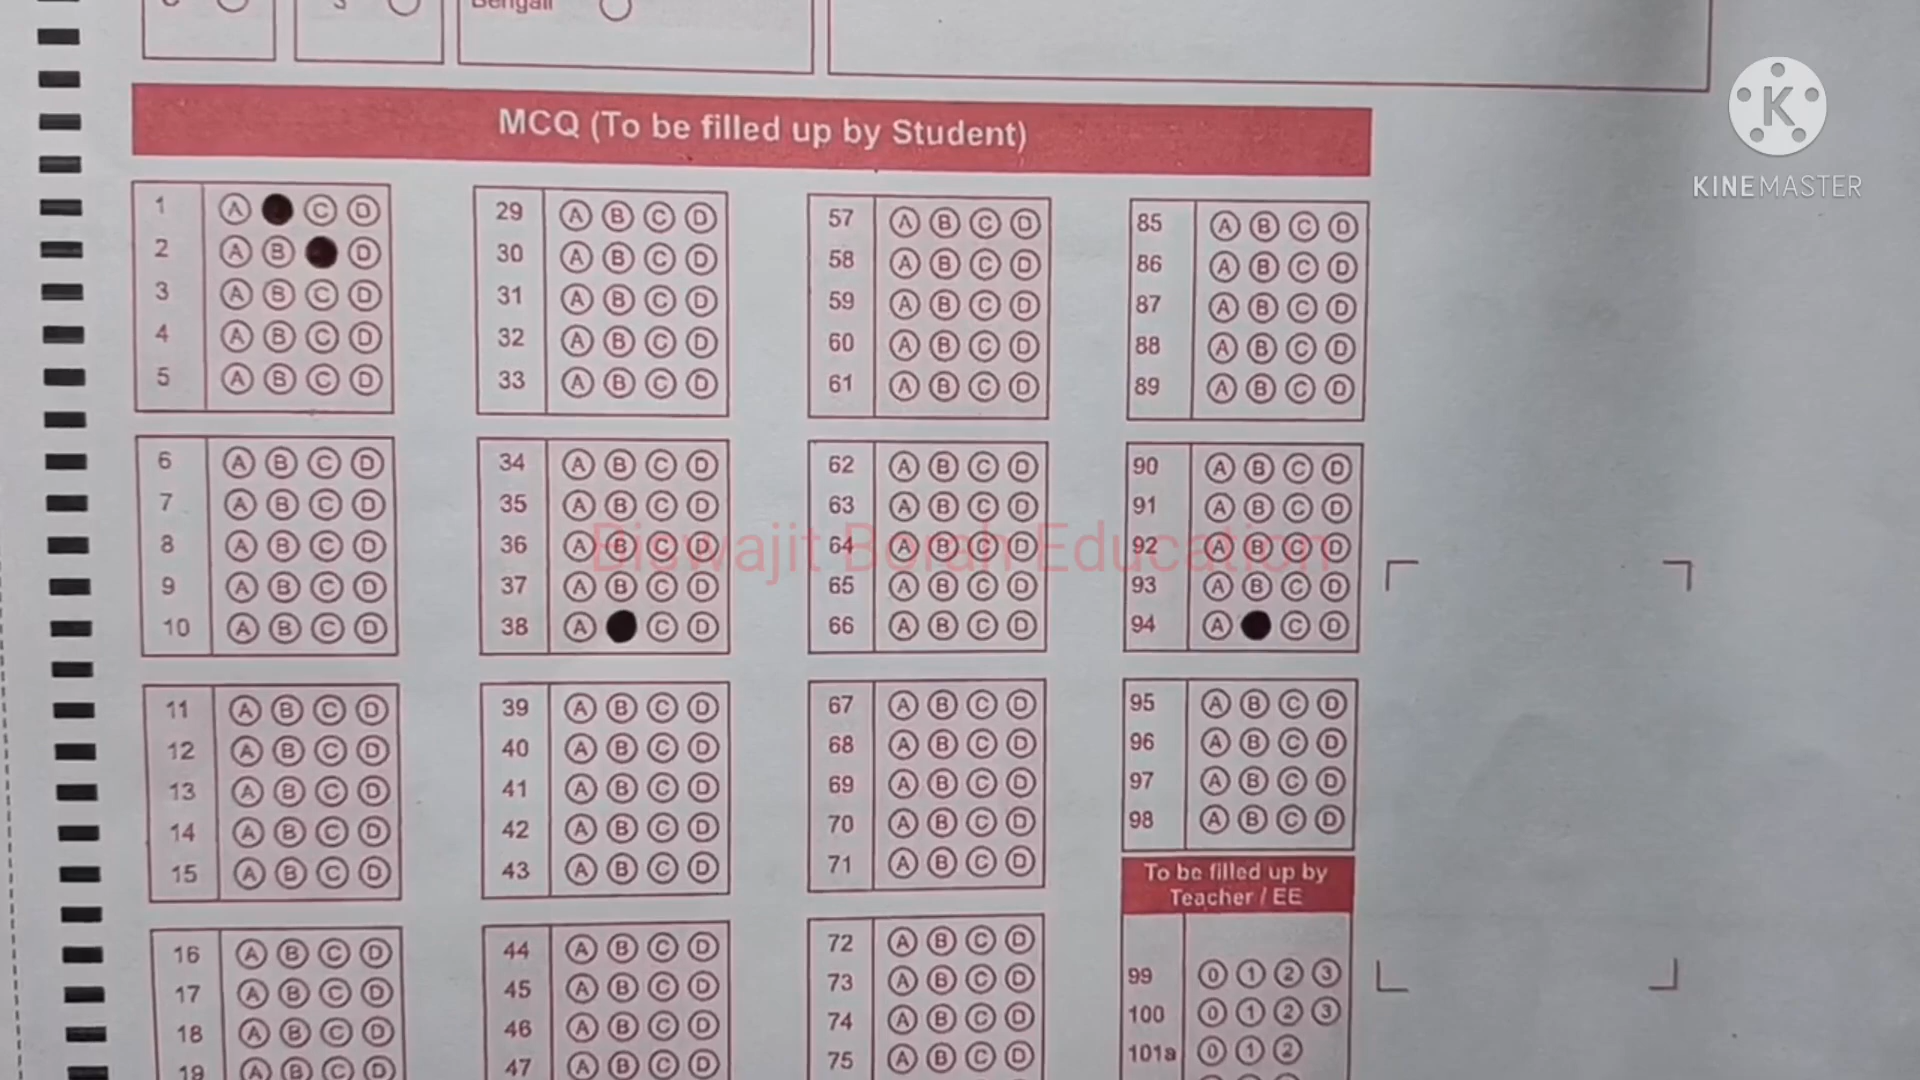 Bengali
MCQ (To be filled up by Student)
1 A C D
2 A B D
3 A B C D
4 A B C D
5 A B C D
6 A B C D
7 A B C D
8 A B C D
9 A B C D
10 A B C D
11 A B C D
12 A B C D
13 A B C D
14 A B C D
15 A B C D
16 A B C D
17 A B C D
18 A B C D
19 A B C D
29 A B C D
30 A B C D
31 A B C D
32 A B C D
33 A B C D
34 A B C D
35 A B C D
36 A B C D
37 A B C D
38 A C D
39 A B C D
40 A B C D
41 A B C D
42 A B C D
43 A B C D
44 A B C D
45 A B C D
46 A B C D
47 A B C D
57 A B C D
58 A B C D
59 A B C D
60 A B C D
61 A B C D
62 A B C D
63 A B C D
64 A B C D
65 A B C D
66 A B C D
67 A B C D
68 A B C D
69 A B C D
70 A B C D
71 A B C D
72 A B C D
73 A B C D
74 A B C D
75 A B C D
85 A B C D
86 A B C D
87 A B C D
88 A B C D
89 A B C D
90 A B C D
91 A B C D
92 A B C D
93 A B C D
94 A C D
95 A B C D
96 A B C D
97 A B C D
98 A B C D
To be filled up by
Teacher / EE
99 0 1 2 3
100 0 1 2 3
101a 0 1 2
Biswajit Borah Education
K
KINEMASTER